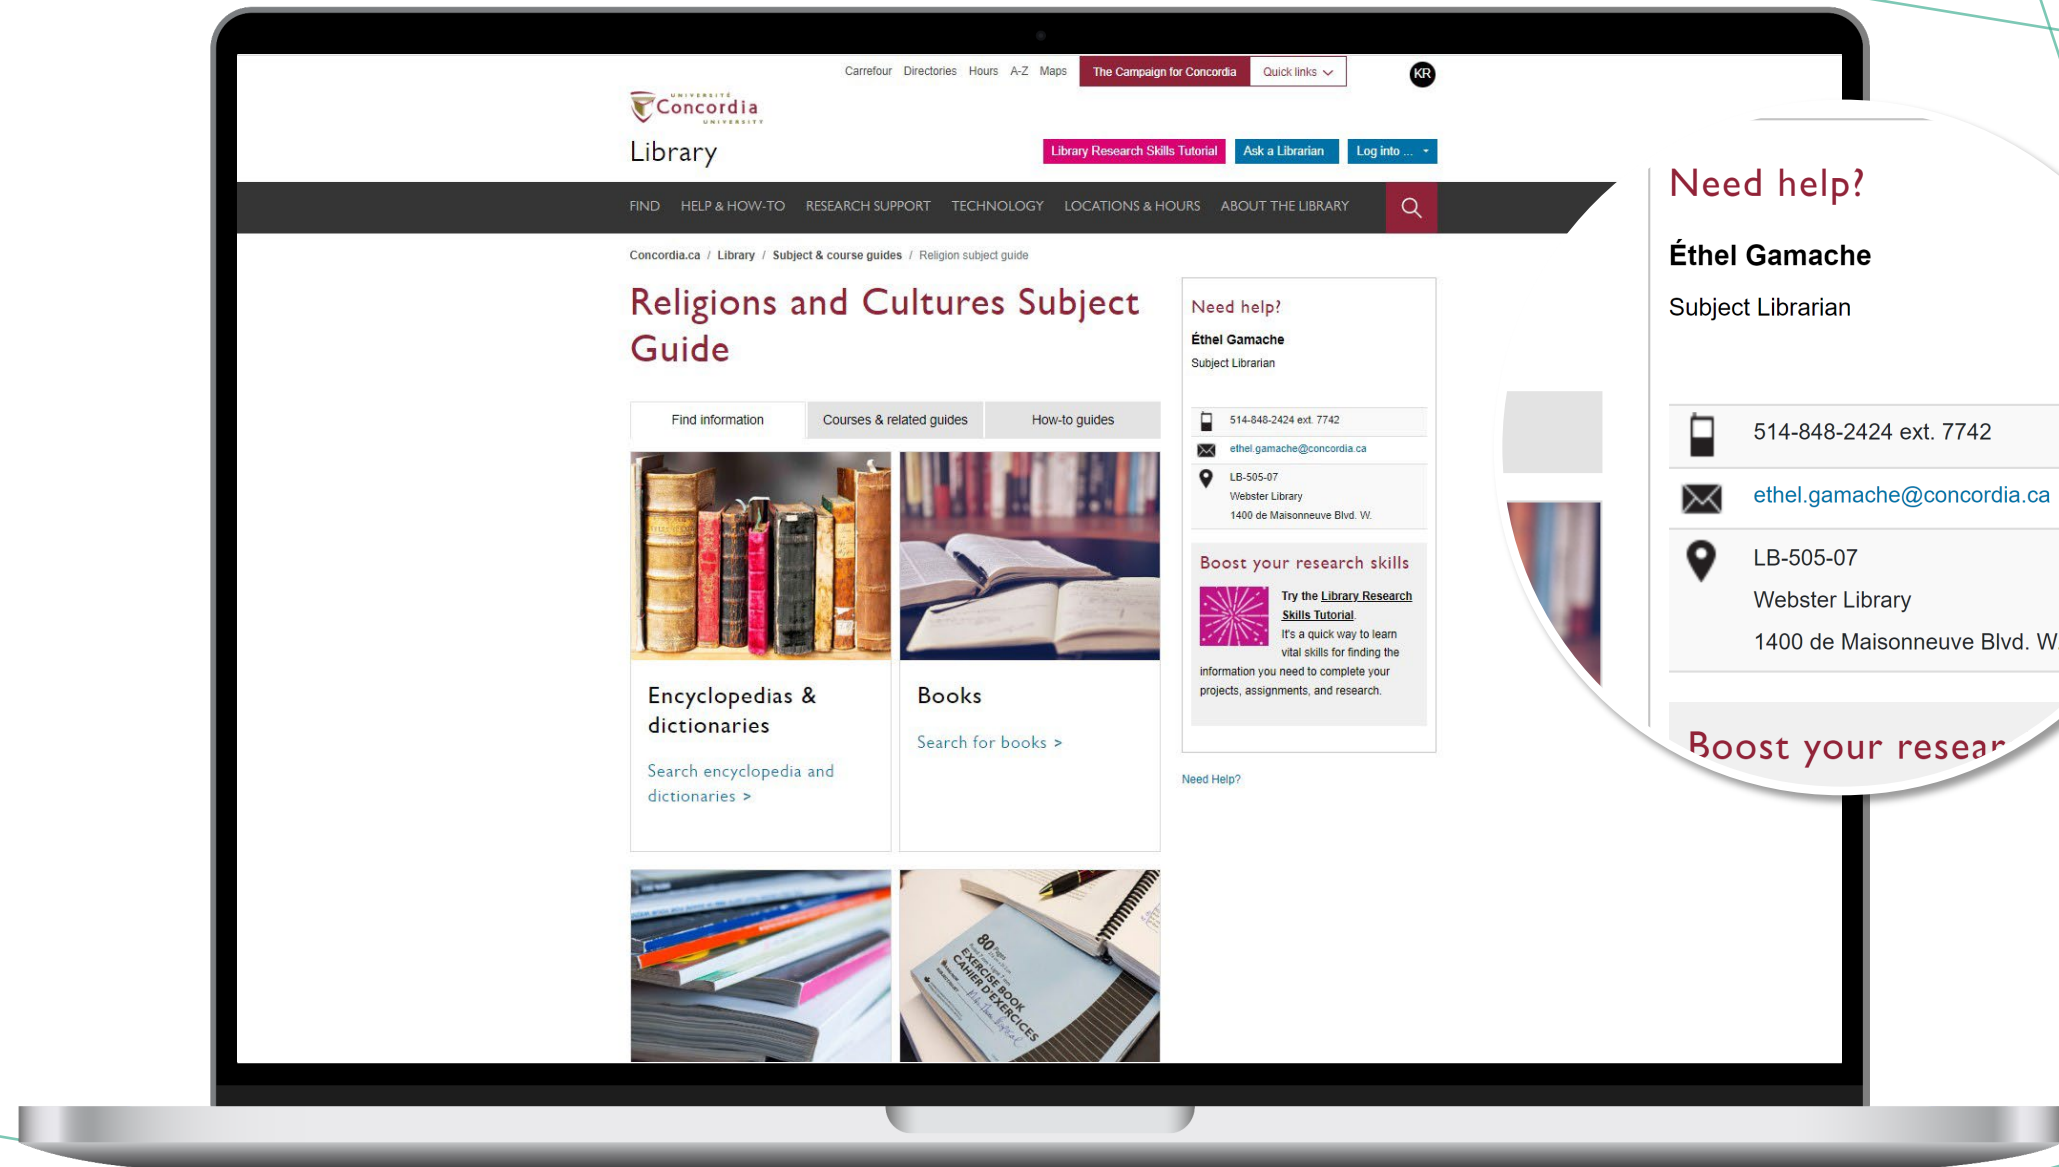 Carrefour Directories Hours A-Z Maps The Campaign for Concordia Quick links KR
UNIVERSITÉ
Concordia
UNIVERSITY
Library
Library Research Skills Tutorial Ask a Librarian Log into ...
FIND HELP & HOW-TO RESEARCH SUPPORT TECHNOLOGY LOCATIONS & HOURS ABOUT THE LIBRARY
Concordia.ca / Library / Subject & course guides / Religion subject guide
Religions and Cultures Subject
Guide
Find information Courses & related guides How-to guides
Encyclopedias &
dictionaries
Search encyclopedia and
dictionaries >
Books
Search for books >
80 Pages
EXERCISE BOOK
CAHIER D'EXERCICES
Need help?
Éthel Gamache
Subject Librarian
514-848-2424 ext. 7742
ethel.gamache@concordia.ca
LB-505-07
Webster Library
1400 de Maisonneuve Blvd. W.
Boost your research skills
Try the Library Research
Skills Tutorial.
It's a quick way to learn
vital skills for finding the
information you need to complete your
projects, assignments, and research.
Need Help?
Need help?
Éthel Gamache
Subject Librarian
514-848-2424 ext. 7742
ethel.gamache@concordia.ca
LB-505-07
Webster Library
1400 de Maisonneuve Blvd. W.
Boost your resear